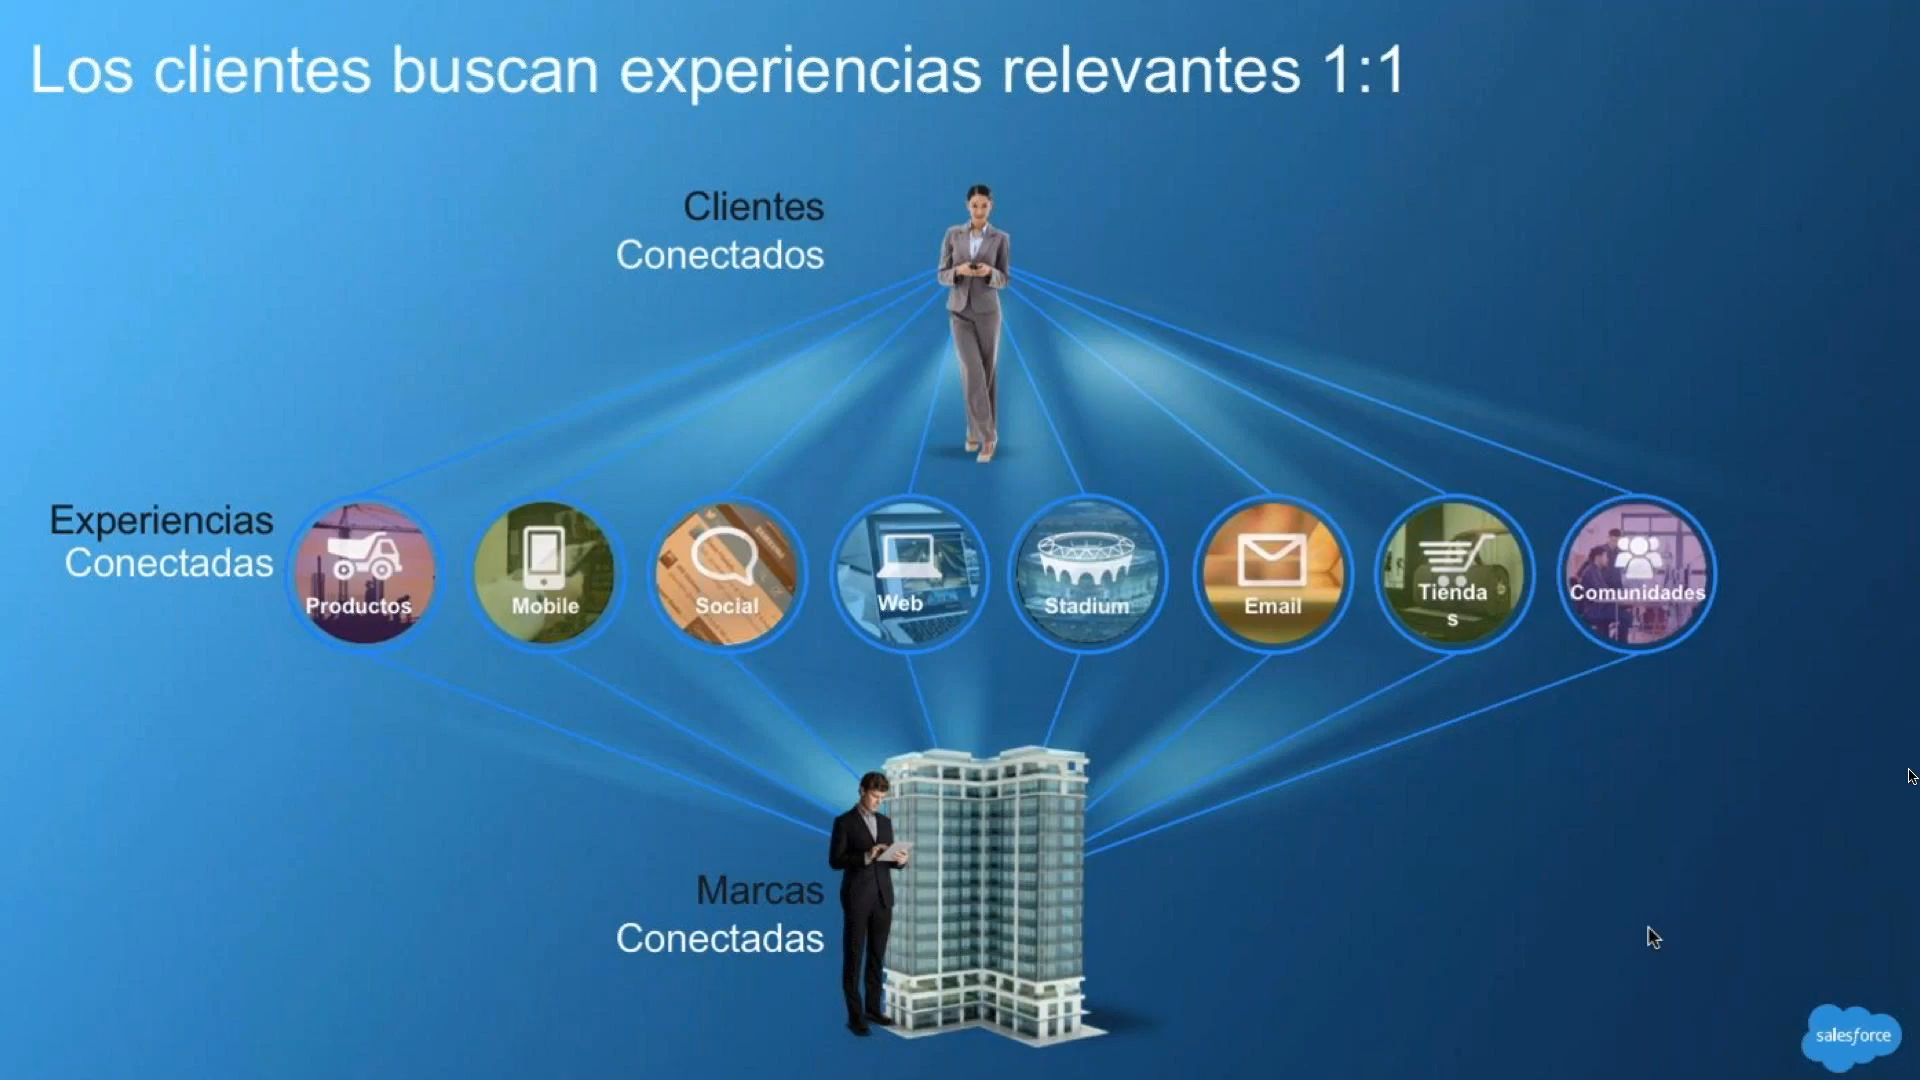 Los clientes buscan experiencias relevantes 1:1
Clientes
Conectados
Experiencias
Conectadas
Productos
Mobile
Social
Web
Stadium
Email
Tienda
s
Comunidades
Marcas
Conectadas
salesforce